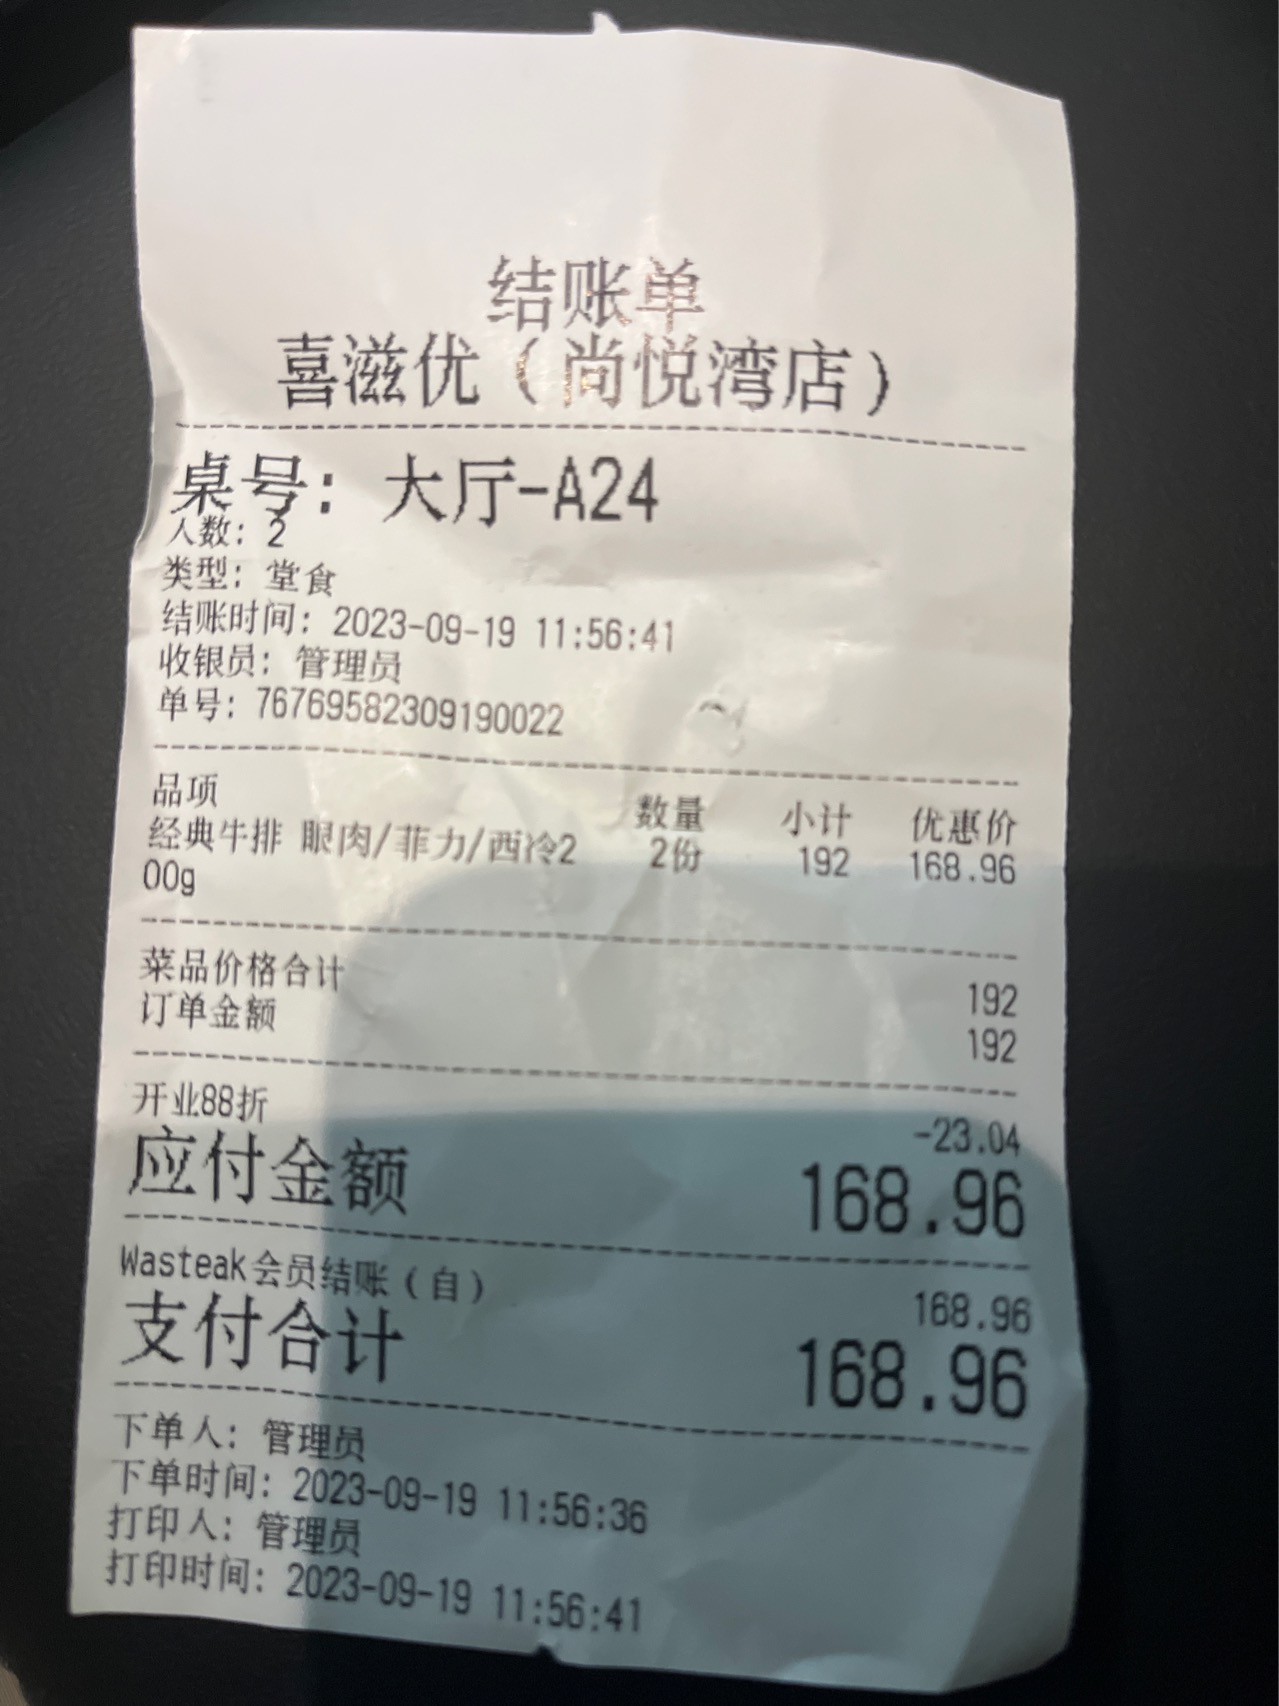 结账单
喜滋优（尚悦湾店）
桌号：大厅-A24
人数：2
类型：堂食
结账时间：2023-09-19 11:56:41
收银员：管理员
单号：767695823091900​22
品项 数量 小计 优惠价
经典牛排 眼肉/菲力/西冷2 2份 192 168.96
00g
菜品价格合计 192
订单金额 192
开业88折 -23.04
应付金额 168.96
Wasteak会员结账（自） 168.96
支付合计 168.96
下单人：管理员
下单时间：2023-09-19 11:56:36
打印人：管理员
打印时间：2023-09-19 11:56:41